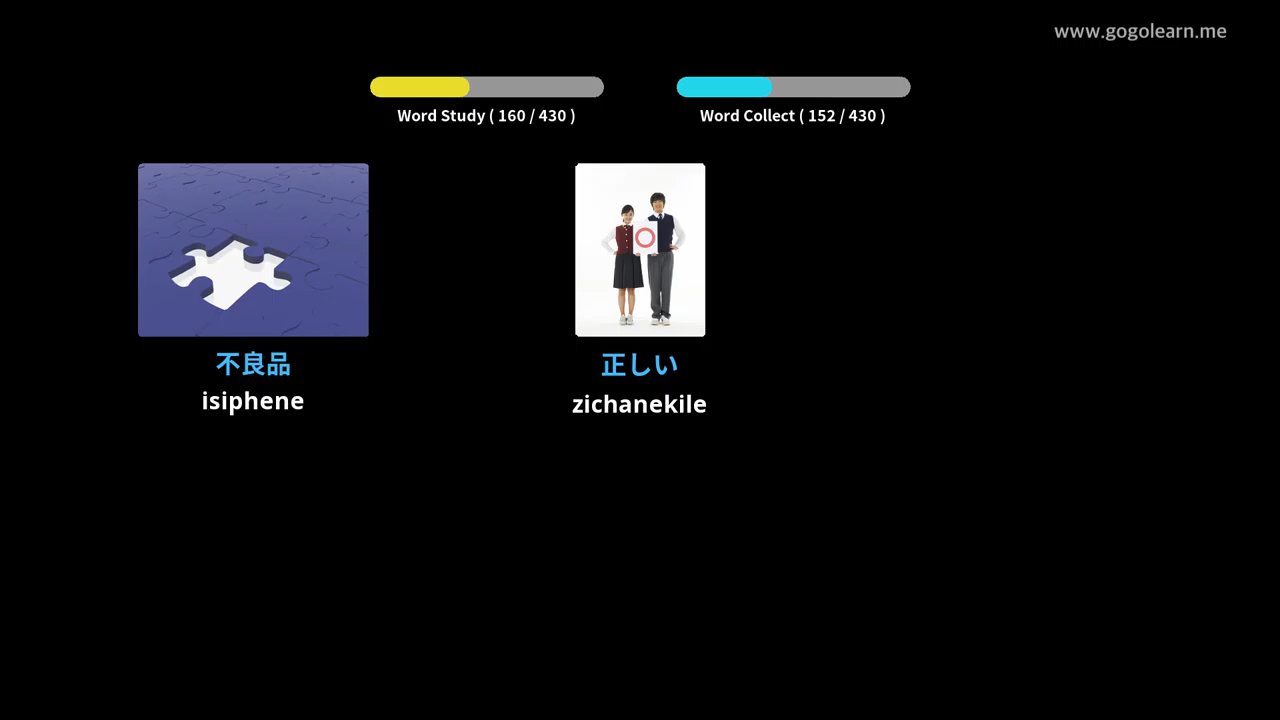 www.gogolearn.me
Word Study ( 160 / 430 )
Word Collect ( 152 / 430 )
不良品
isiphene
正しい
zichanekile